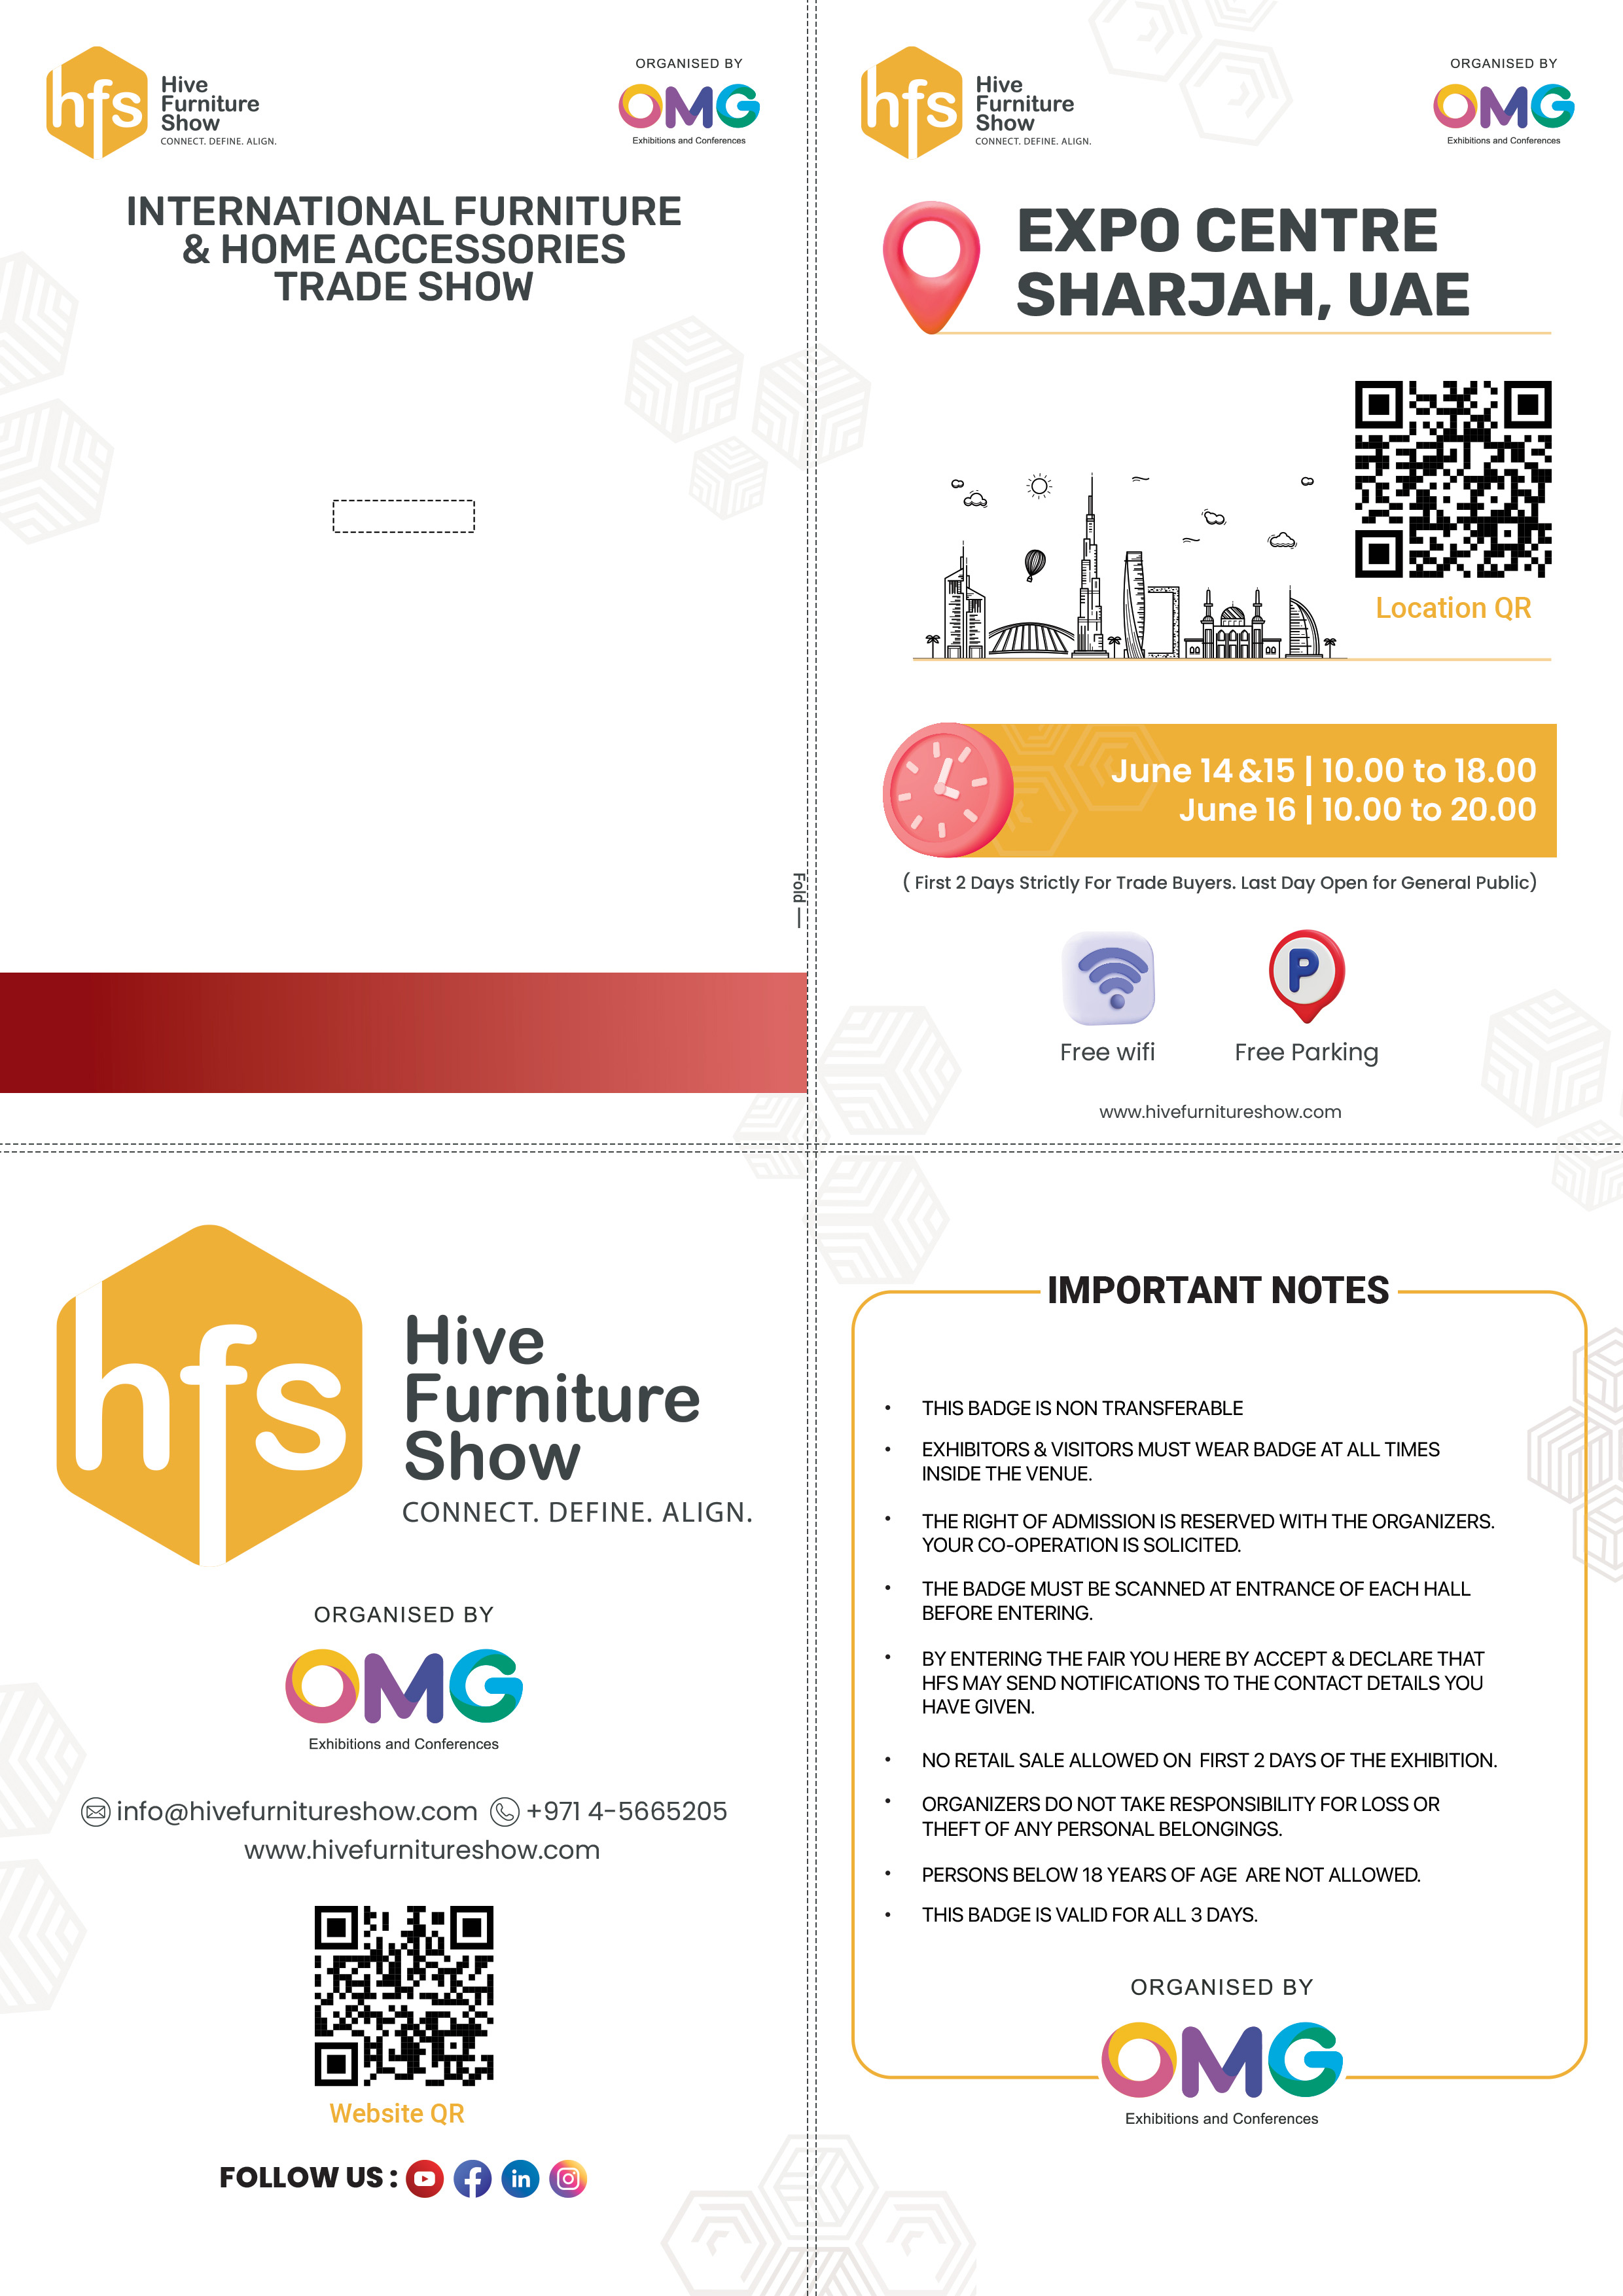 hfs
Hive
Furniture
Show
CONNECT. DEFINE. ALIGN.
ORGANISED BY
OMG
Exhibitions and Conferences
INTERNATIONAL FURNITURE
& HOME ACCESSORIES
TRADE SHOW
Fold —
hfs
Hive
Furniture
Show
CONNECT. DEFINE. ALIGN.
ORGANISED BY
OMG
Exhibitions and Conferences
EXPO CENTRE
SHARJAH, UAE
Location QR
June 14 &15 | 10.00 to 18.00
June 16 | 10.00 to 20.00
( First 2 Days Strictly For Trade Buyers. Last Day Open for General Public)
P
Free wifi
Free Parking
www.hivefurnitureshow.com
hfs
Hive
Furniture
Show
CONNECT. DEFINE. ALIGN.
ORGANISED BY
OMG
Exhibitions and Conferences
info@hivefurnitureshow.com +971 4-5665205
www.hivefurnitureshow.com
Website QR
FOLLOW US :
IMPORTANT NOTES
• THIS BADGE IS NON TRANSFERABLE
• EXHIBITORS & VISITORS MUST WEAR BADGE AT ALL TIMES
INSIDE THE VENUE.
• THE RIGHT OF ADMISSION IS RESERVED WITH THE ORGANIZERS.
YOUR CO-OPERATION IS SOLICITED.
• THE BADGE MUST BE SCANNED AT ENTRANCE OF EACH HALL
BEFORE ENTERING.
• BY ENTERING THE FAIR YOU HERE BY ACCEPT & DECLARE THAT
HFS MAY SEND NOTIFICATIONS TO THE CONTACT DETAILS YOU
HAVE GIVEN.
• NO RETAIL SALE ALLOWED ON FIRST 2 DAYS OF THE EXHIBITION.
• ORGANIZERS DO NOT TAKE RESPONSIBILITY FOR LOSS OR
THEFT OF ANY PERSONAL BELONGINGS.
• PERSONS BELOW 18 YEARS OF AGE ARE NOT ALLOWED.
• THIS BADGE IS VALID FOR ALL 3 DAYS.
ORGANISED BY
OMG
Exhibitions and Conferences